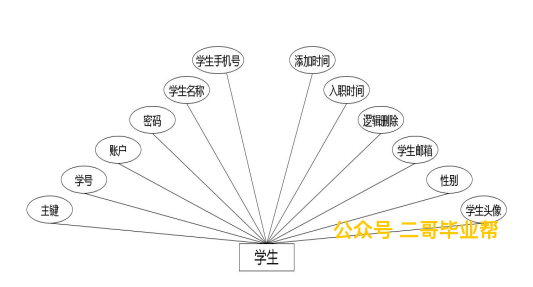 学生手机号
添加时间
学生名称
入职时间
密码
逻辑删除
账户
学生邮箱
学号
性别
主键
学生头像
公众号 二哥毕业帮
学生